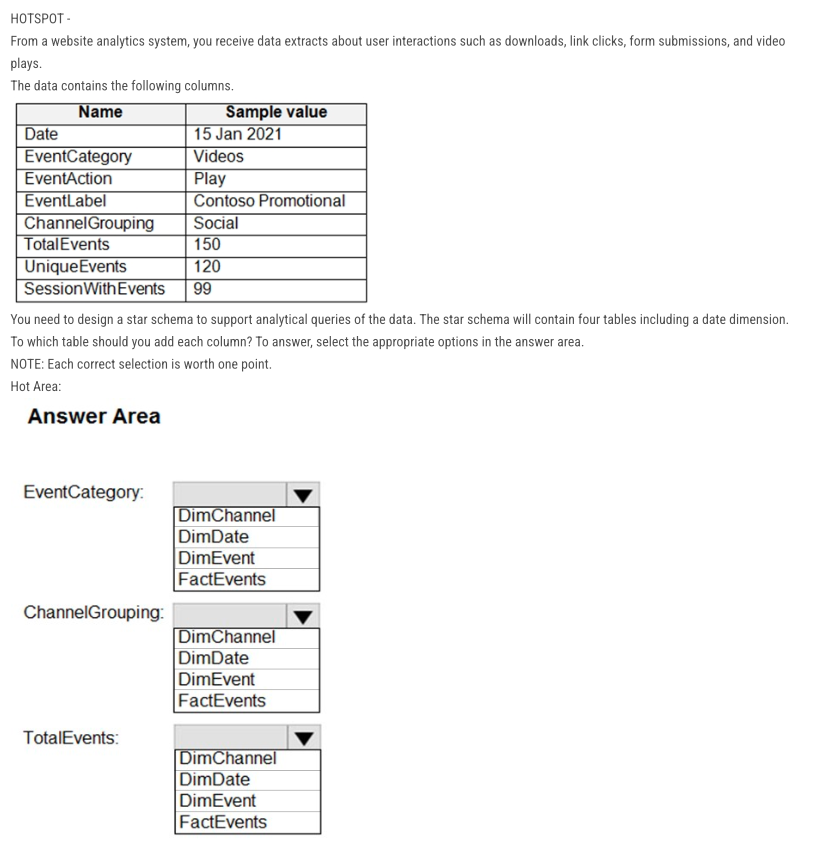 HOTSPOT -
From a website analytics system, you receive data extracts about user interactions such as downloads, link clicks, form submissions, and video
plays.
The data contains the following columns.
Name Sample value
Date 15 Jan 2021
EventCategory Videos
EventAction Play
EventLabel Contoso Promotional
ChannelGrouping Social
TotalEvents 150
UniqueEvents 120
SessionWithEvents 99
You need to design a star schema to support analytical queries of the data. The star schema will contain four tables including a date dimension.
To which table should you add each column? To answer, select the appropriate options in the answer area.
NOTE: Each correct selection is worth one point.
Hot Area:
Answer Area
EventCategory:
DimChannel
DimDate
DimEvent
FactEvents
ChannelGrouping:
DimChannel
DimDate
DimEvent
FactEvents
TotalEvents:
DimChannel
DimDate
DimEvent
FactEvents